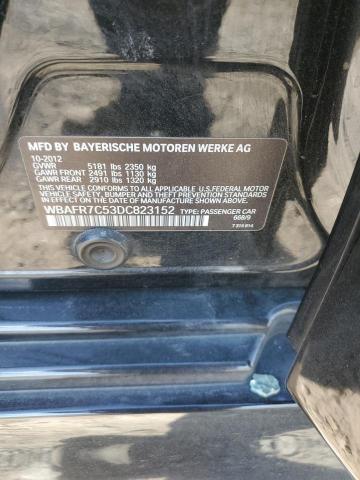 MFD BY BAYERISCHE MOTOREN WERKE AG
10-2012
GVWR 5181 lbs 2350 kg
GAWR FRONT 2491 lbs 1130 kg
GAWR REAR 2910 lbs 1320 kg
THIS VEHICLE CONFORMS TO ALL APPLICABLE U.S. FEDERAL MOTOR
VEHICLE SAFETY, BUMPER, AND THEFT PREVENTION STANDARDS
IN EFFECT ON THE DATE OF MANUFACTURE SHOWN ABOVE.
WBAFR7C53DC823152 TYPE: PASSENGER CAR
668/9